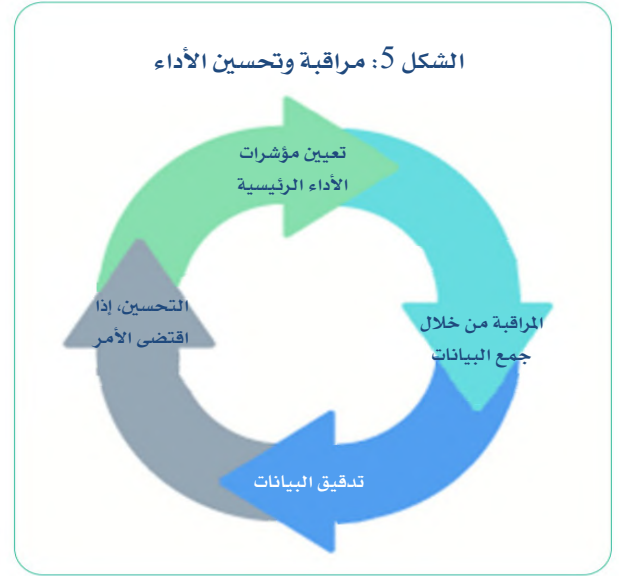 الشكل 5: مراقبة وتحسين الأداء
تعيين مؤشرات
الأداء الرئيسية
المراقبة من خلال
جمع البيانات
تدقيق البيانات
التحسين، إذا
اقتضى الأمر